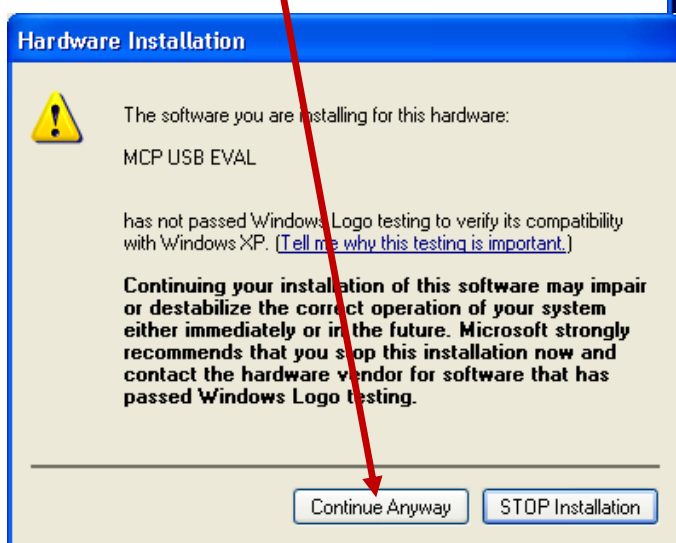 Hardware Installation
The software you are installing for this hardware:
MCP USB EVAL
has not passed Windows Logo testing to verify its compatibility
with Windows XP. (Tell me why this testing is important.)
Continuing your installation of this software may impair
or destabilize the correct operation of your system
either immediately or in the future. Microsoft strongly
recommends that you stop this installation now and
contact the hardware vendor for software that has
passed Windows Logo testing.
Continue Anyway
STOP Installation